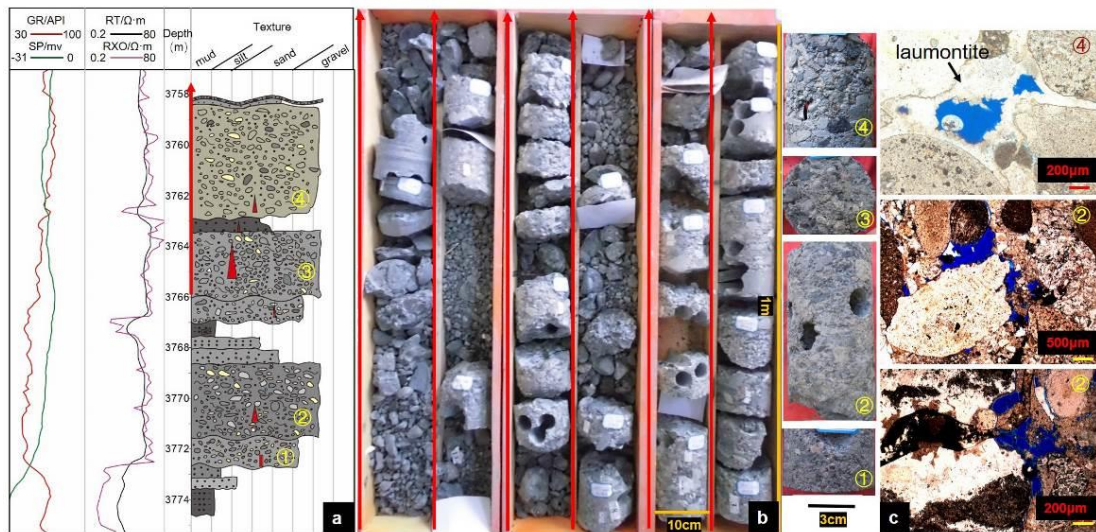 GR/API
30 100
SP/mv
-31 0
RT/Ω·m
0.2 80
RXO/Ω·m
0.2 80
Depth
(m)
Texture
mud silt sand gravel
3758
3760
3762
3764
3766
3768
3770
3772
3774
④
③
②
①
a
1m
10cm
b
④
③
②
①
3cm
laumontite
④
200μm
②
500μm
②
200μm
c